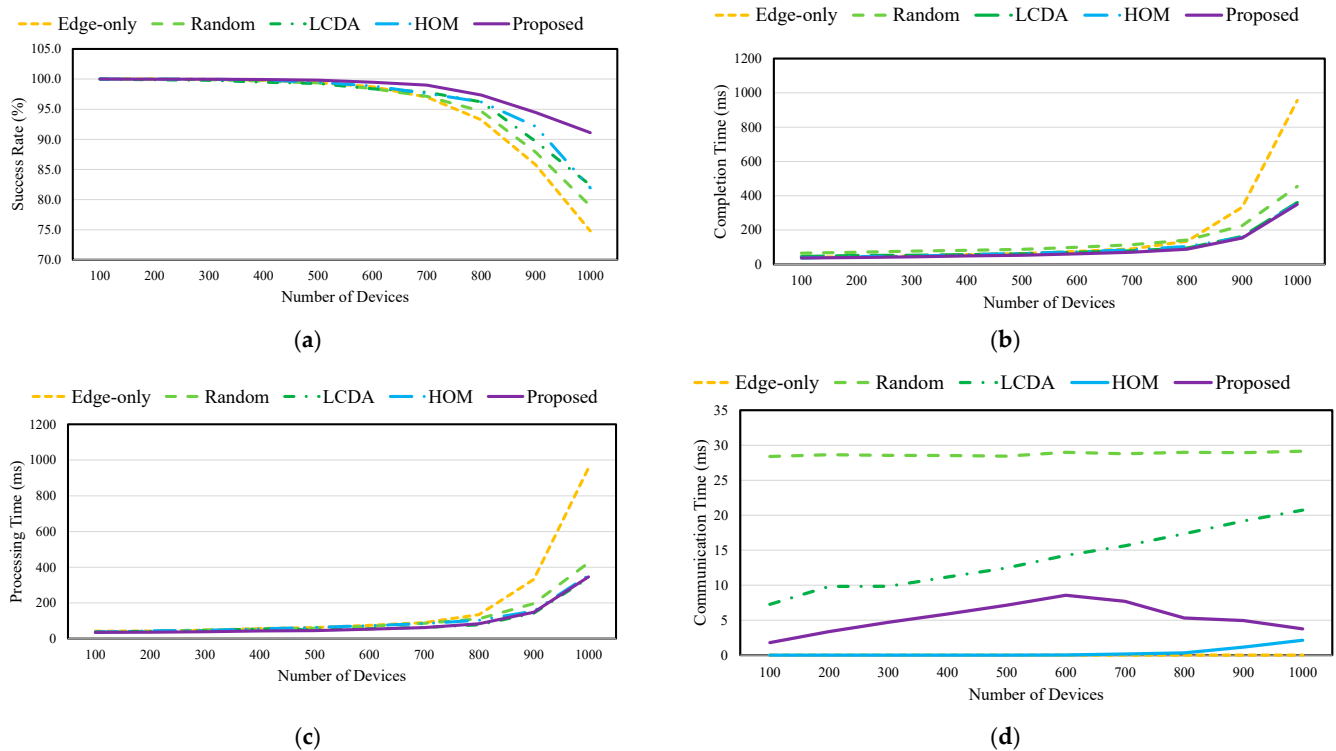 Edge-only Random LCDA HOM Proposed
105.0
100.0
95.0
90.0
85.0
80.0
75.0
70.0
Success Rate (%)
100 200 300 400 500 600 700 800 900 1000
Number of Devices
(a)
Edge-only Random LCDA HOM Proposed
1200
1000
800
600
400
200
0
Completion Time (ms)
100 200 300 400 500 600 700 800 900 1000
Number of Devices
(b)
Edge-only Random LCDA HOM Proposed
1200
1000
800
600
400
200
0
Processing Time (ms)
100 200 300 400 500 600 700 800 900 1000
Number of Devices
(c)
Edge-only Random LCDA HOM Proposed
35
30
25
20
15
10
5
0
Communication Time (ms)
100 200 300 400 500 600 700 800 900 1000
Number of Devices
(d)